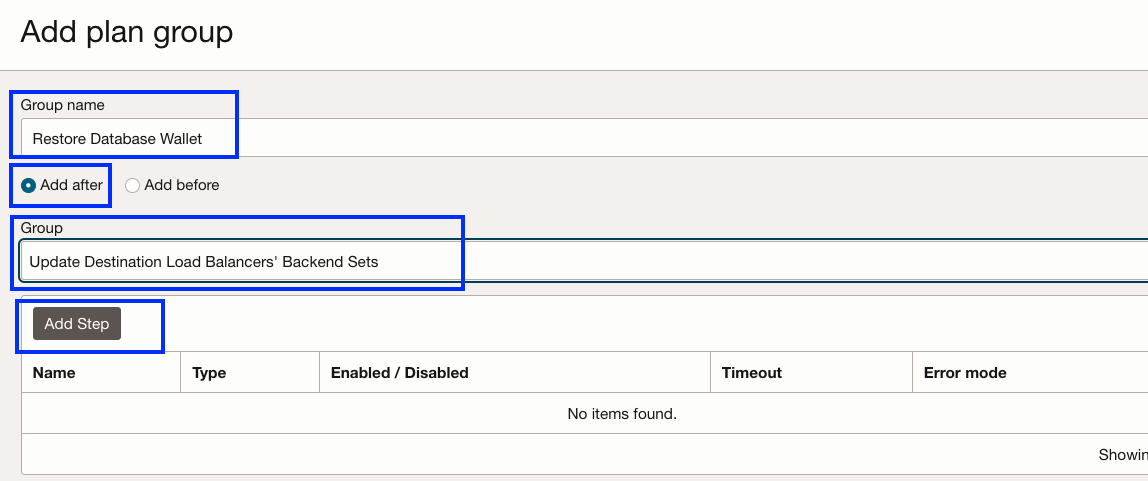 Add plan group
Group name
Restore Database Wallet
Add after Add before
Group
Update Destination Load Balancers' Backend Sets
Add Step
Name Type Enabled / Disabled Timeout Error mode
No items found.